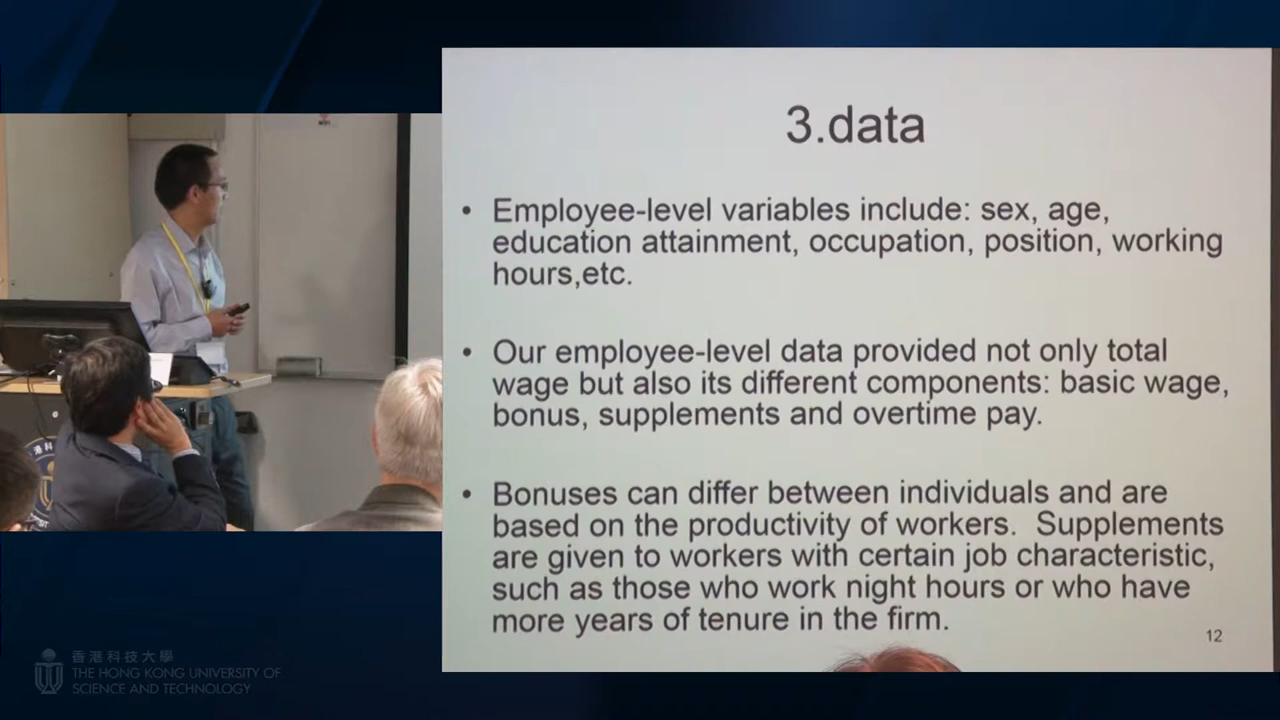 3.data
• Employee-level variables include: sex, age,
education attainment, occupation, position, working
hours,etc.
• Our employee-level data provided not only total
wage but also its different components: basic wage,
bonus, supplements and overtime pay.
• Bonuses can differ between individuals and are
based on the productivity of workers.  Supplements
are given to workers with certain job characteristic,
such as those who work night hours or who have
more years of tenure in the firm.
12
香港科技大學
THE HONG KONG UNIVERSITY OF
SCIENCE AND TECHNOLOGY